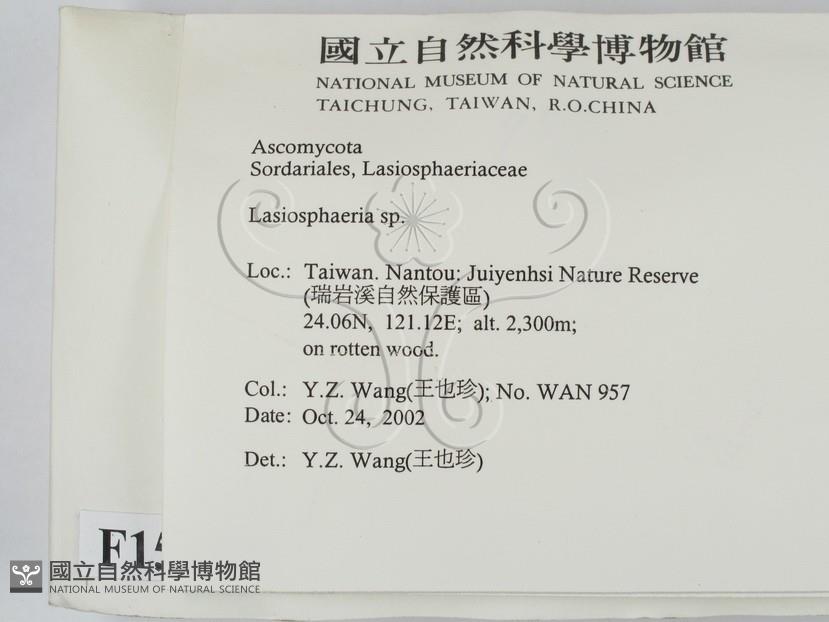 國立自然科學博物館
NATIONAL MUSEUM OF NATURAL SCIENCE
TAICHUNG, TAIWAN, R.O.CHINA
Ascomycota
Sordariales, Lasiosphaeriaceae
Lasiosphaeria sp.
Loc.: Taiwan. Nantou: Juiyenhsi Nature Reserve
(瑞岩溪自然保護區)
24.06N, 121.12E; alt. 2,300m;
on rotten wood.
Col.: Y.Z. Wang(王也珍); No. WAN 957
Date: Oct. 24, 2002
Det.: Y.Z. Wang(王也珍)
國立自然科學博物館
NATIONAL MUSEUM OF NATURAL SCIENCE